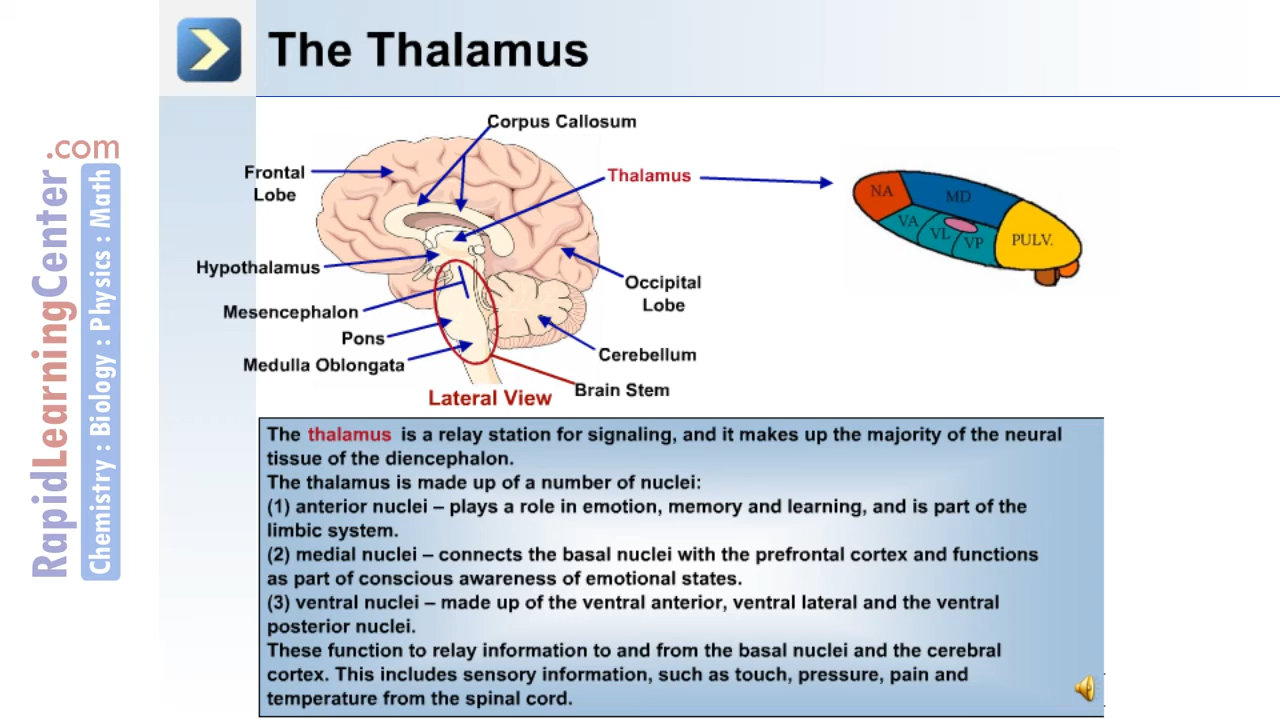 The Thalamus
RapidLearningCenter.com
Chemistry : Biology : Physics : Math
Corpus Callosum
Frontal
Lobe
Thalamus
Hypothalamus
Mesencephalon
Pons
Medulla Oblongata
Occipital
Lobe
Cerebellum
Brain Stem
Lateral View
NA
MD
VA
VL
VP
PULV.
The thalamus is a relay station for signaling, and it makes up the majority of the neural
tissue of the diencephalon.
The thalamus is made up of a number of nuclei:
(1) anterior nuclei – plays a role in emotion, memory and learning, and is part of the
limbic system.
(2) medial nuclei – connects the basal nuclei with the prefrontal cortex and functions
as part of conscious awareness of emotional states.
(3) ventral nuclei – made up of the ventral anterior, ventral lateral and the ventral
posterior nuclei.
These function to relay information to and from the basal nuclei and the cerebral
cortex. This includes sensory information, such as touch, pressure, pain and
temperature from the spinal cord.